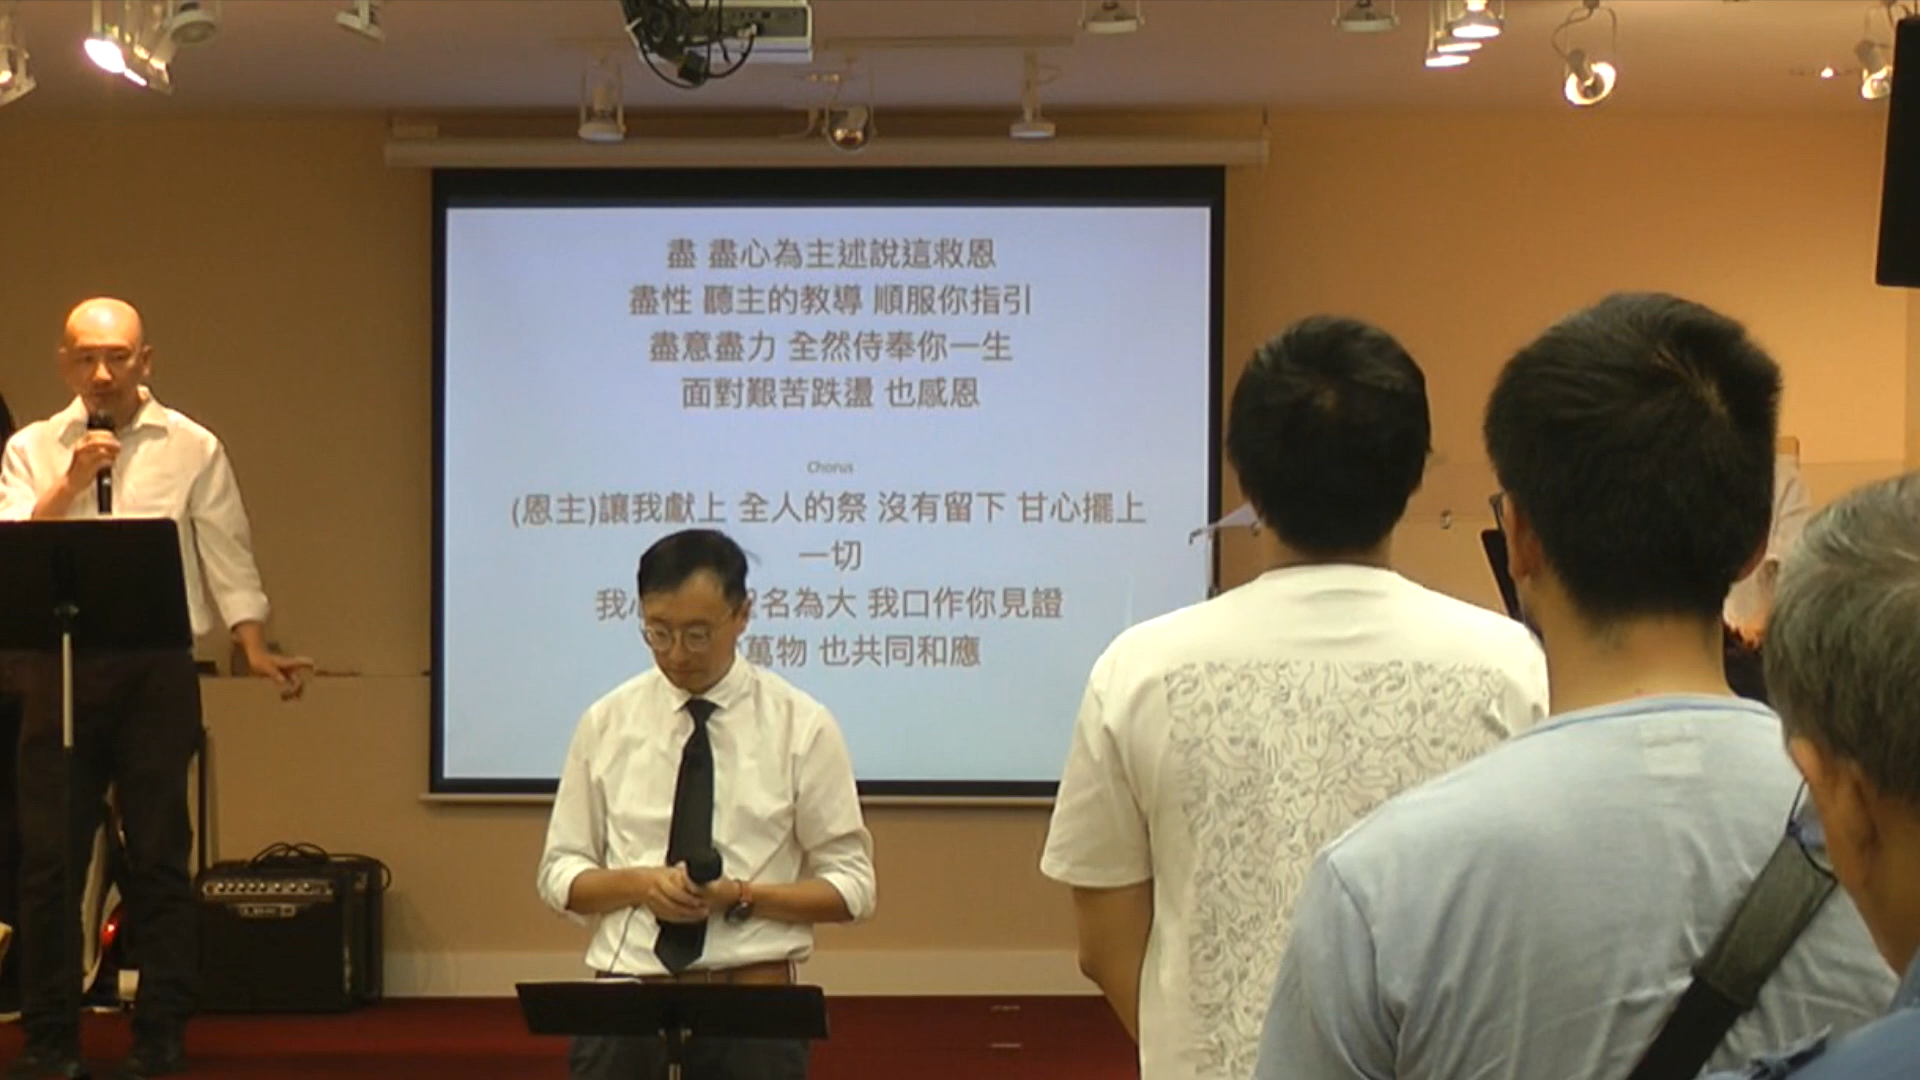 盡 盡心為主述說這救恩
盡性 聽主的教導 順服你指引
盡意盡力 全然侍奉你一生
面對艱苦跌盪 也感恩
Chorus
(恩主)讓我獻上 全人的祭 沒有留下 甘心擺上
一切
我 名為大 我口作你見證
萬物 也共同和應